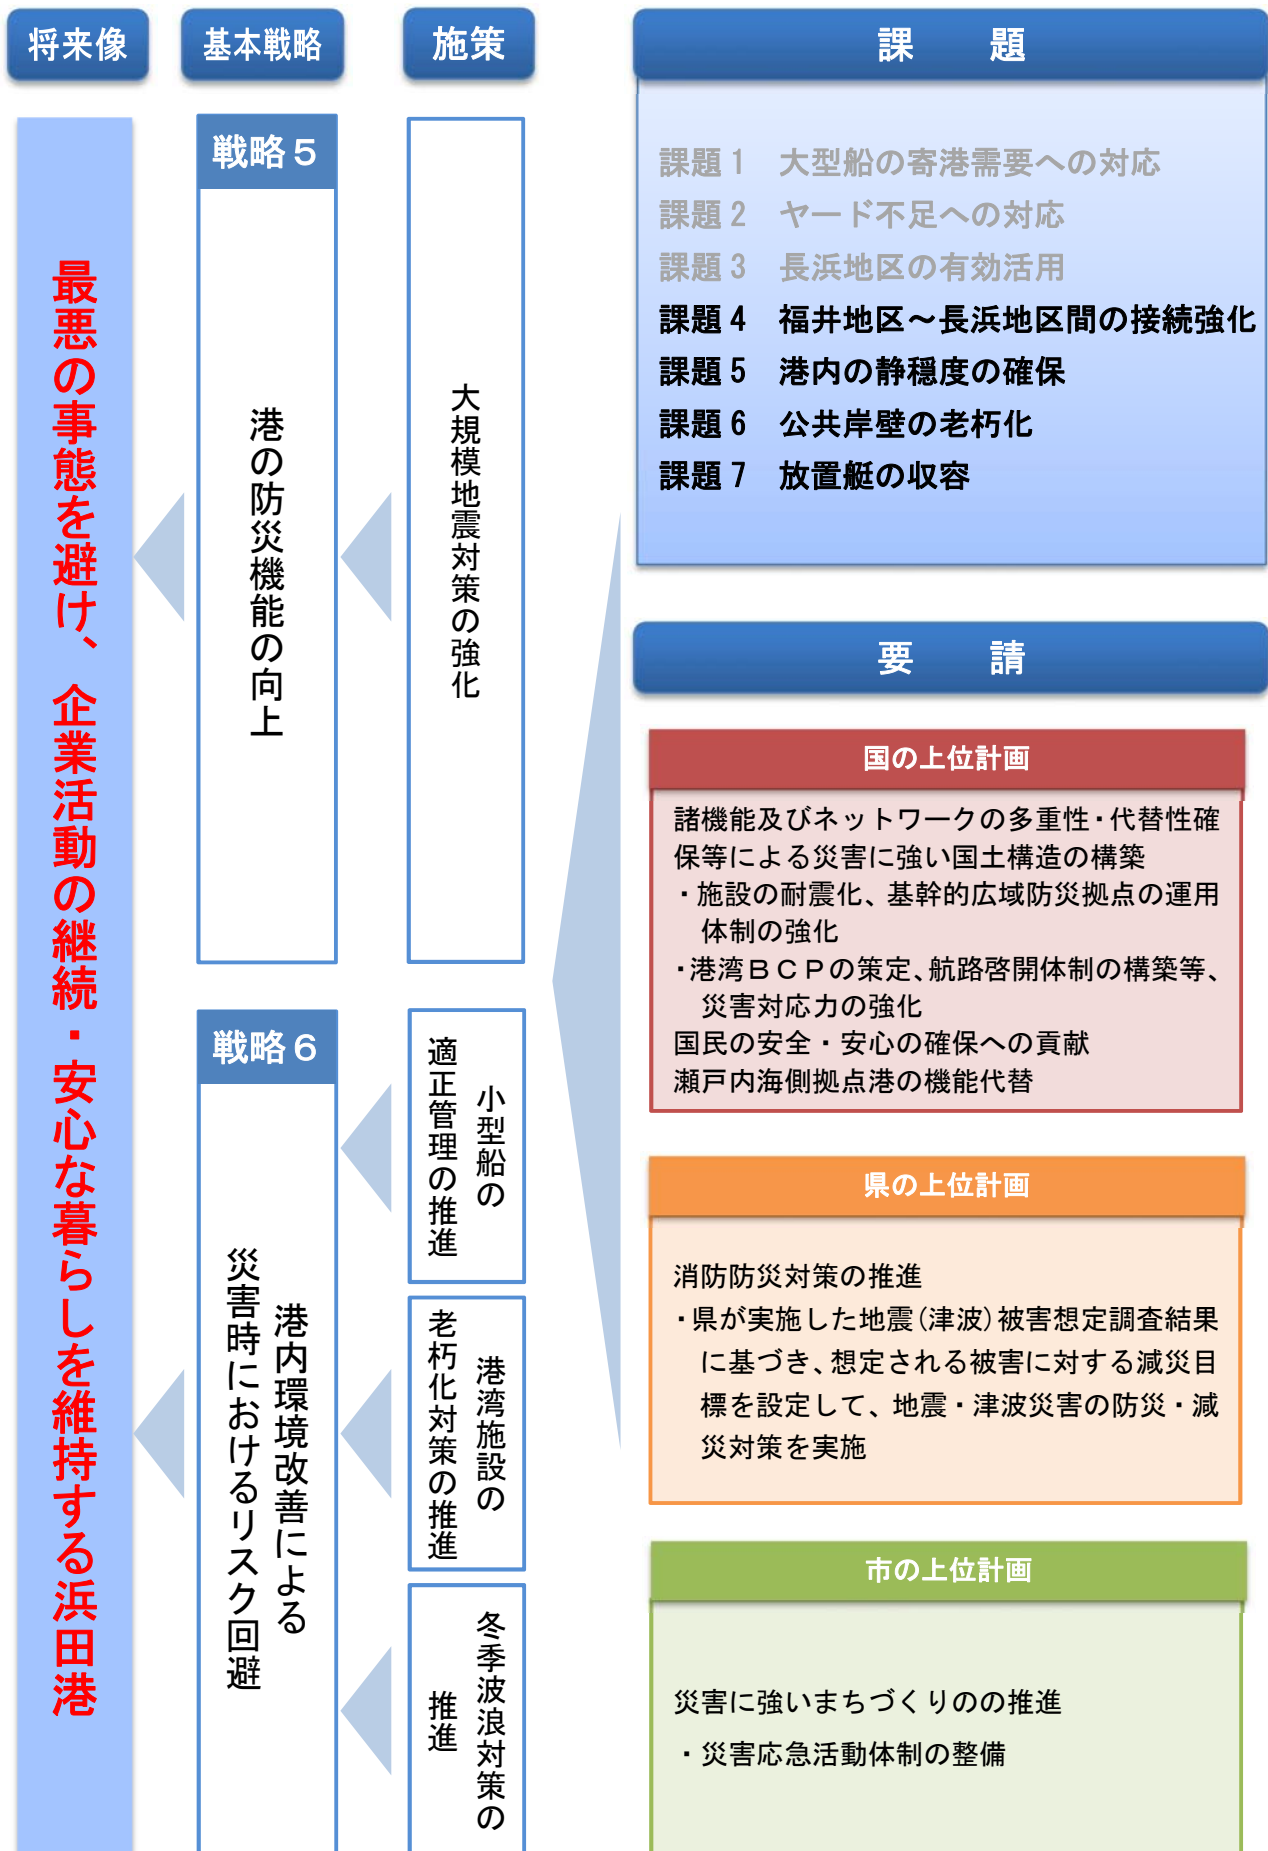 将来像
基本戦略
施策
課　題
最悪の事態を避け、企業活動の継続・安心な暮らしを維持する浜田港
戦略５
港の防災機能の向上
大規模地震対策の強化
戦略６
港内環境改善による
災害時におけるリスク回避
小型船の
適正管理の推進
港湾施設の
老朽化対策の推進
冬季波浪対策の
推進
課題１　大型船の寄港需要への対応
課題２　ヤード不足への対応
課題３　長浜地区の有効活用
課題４　福井地区～長浜地区間の接続強化
課題５　港内の静穏度の確保
課題６　公共岸壁の老朽化
課題７　放置艇の収容
要　請
国の上位計画
諸機能及びネットワークの多重性・代替性確
保等による災害に強い国土構造の構築
・施設の耐震化、基幹的広域防災拠点の運用
体制の強化
・港湾ＢＣＰの策定、航路啓開体制の構築等、
災害対応力の強化
国民の安全・安心の確保への貢献
瀬戸内海側拠点港の機能代替
県の上位計画
消防防災対策の推進
・県が実施した地震(津波)被害想定調査結果
に基づき、想定される被害に対する減災目
標を設定して、地震・津波災害の防災・減
災対策を実施
市の上位計画
災害に強いまちづくりのの推進
・災害応急活動体制の整備